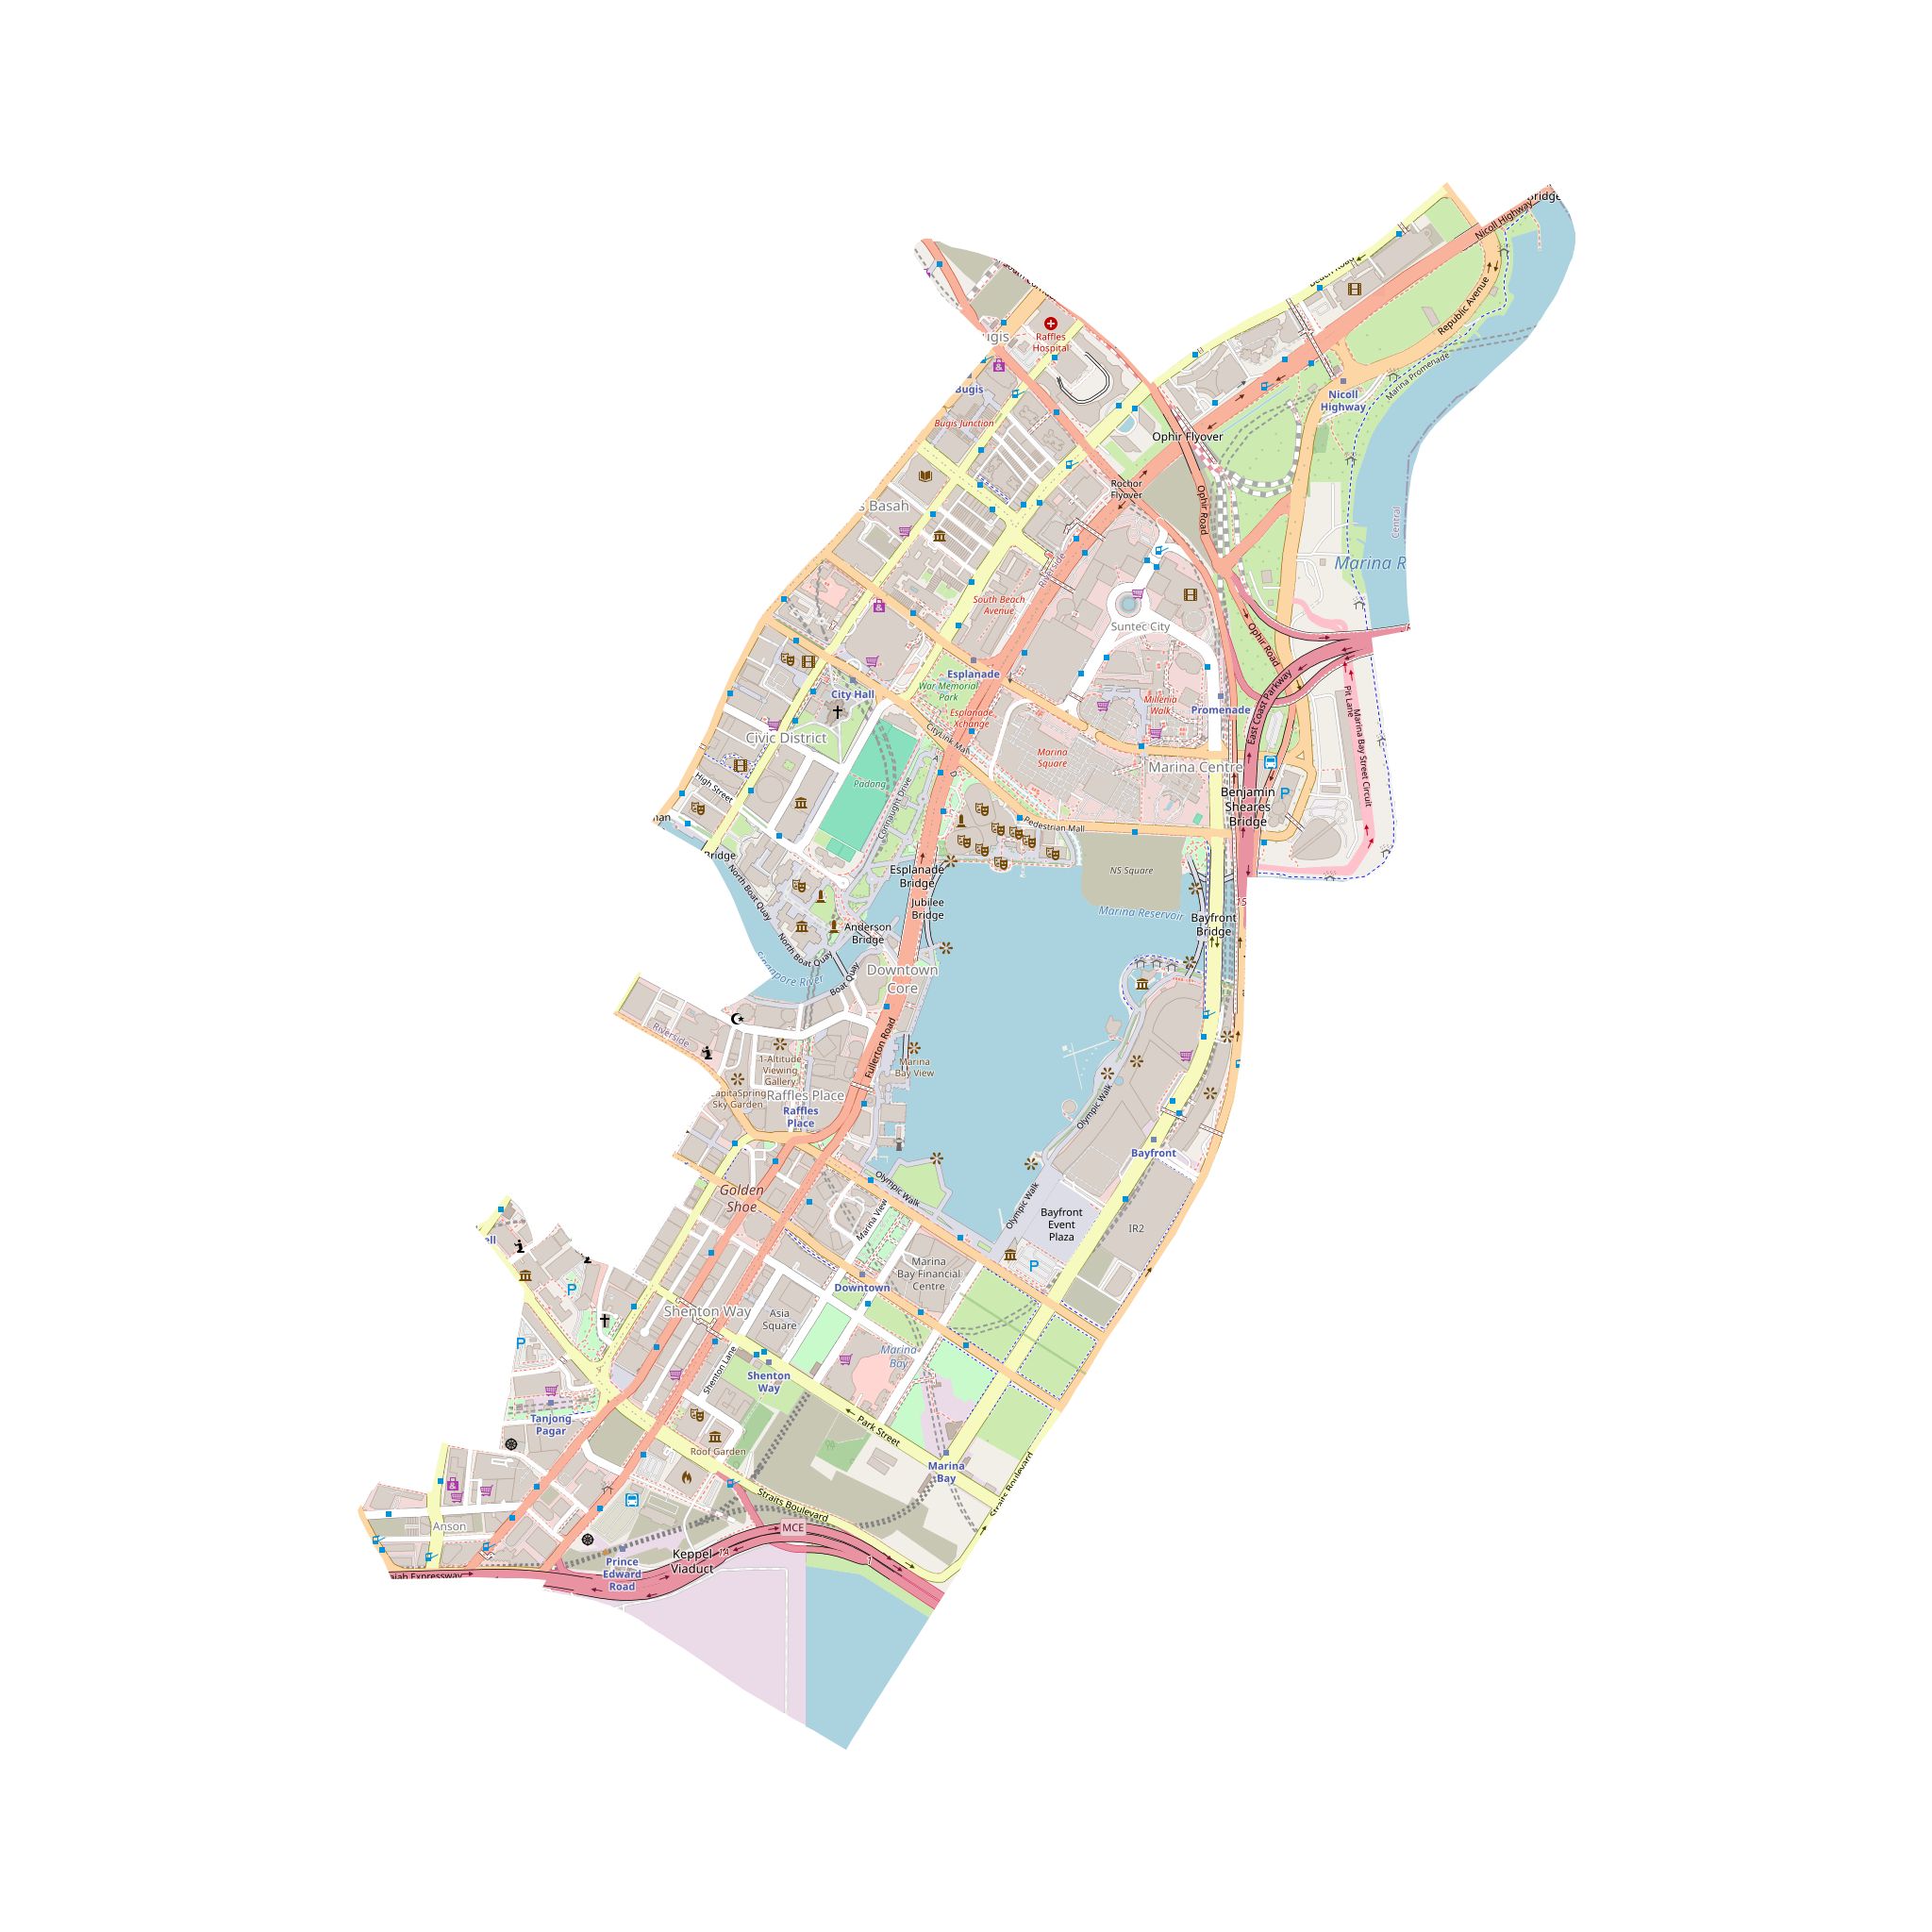 Nicoll Highway
Beach Road
Republic Avenue
Raffles
Hospital
Marina Promenade
Bugis
Nicoll
Highway
Bugis Junction
Ophir Flyover
Rochor
Flyover
Basah
Ophir Road
Central
Riverside
Marina R
South Beach
Avenue
Suntec City
Ophir Road
Esplanade
War Memorial
Park
City Hall
Millenia
Walk
Promenade
Esplanade
Xchange
East Coast Parkway
Pit Lane
Marina Bay Street Circuit
CityLink Mall
Civic District
Marina
Square
Marina Centre
High Street
Padang
Connaught Drive
Benjamin
Sheares
Bridge
Pedestrian Mall
Bridge
Esplanade
Bridge
NS Square
North Boat Quay
Jubilee
Bridge
Marina Reservoir
15
Anderson
Bridge
Bayfront
Bridge
North Boat Quay
Singapore River
Boat Quay
Downtown
Core
Riverside
Fullerton Road
1-Altitude
Viewing
Gallery
Marina
Bay View
Sky Garden
Raffles Place
Raffles
Place
Olympic Walk
Bayfront
Golden
Shoe
Olympic Walk
Olympic Walk
Marina View
Bayfront
Event
Plaza
IR2
Marina
Bay Financial
Centre
Downtown
Shenton Way
Asia
Square
Marina
Bay
Shenton Lane
Shenton
Way
Tanjong
Pagar
Park Street
Roof Garden
Marina
Bay
Straits Boulevard
Straits Boulevard
Anson
MCE
Keppel
Viaduct
1A
1
Prince
Edward
Road
Expressway